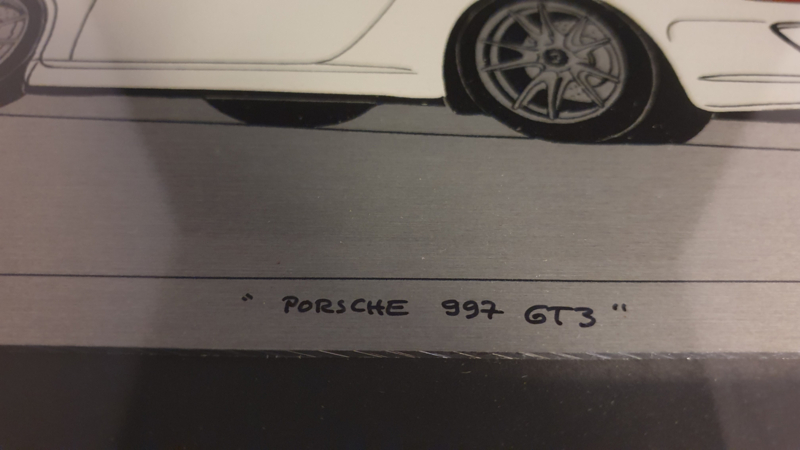 “ PORSCHE 997 GT3 “